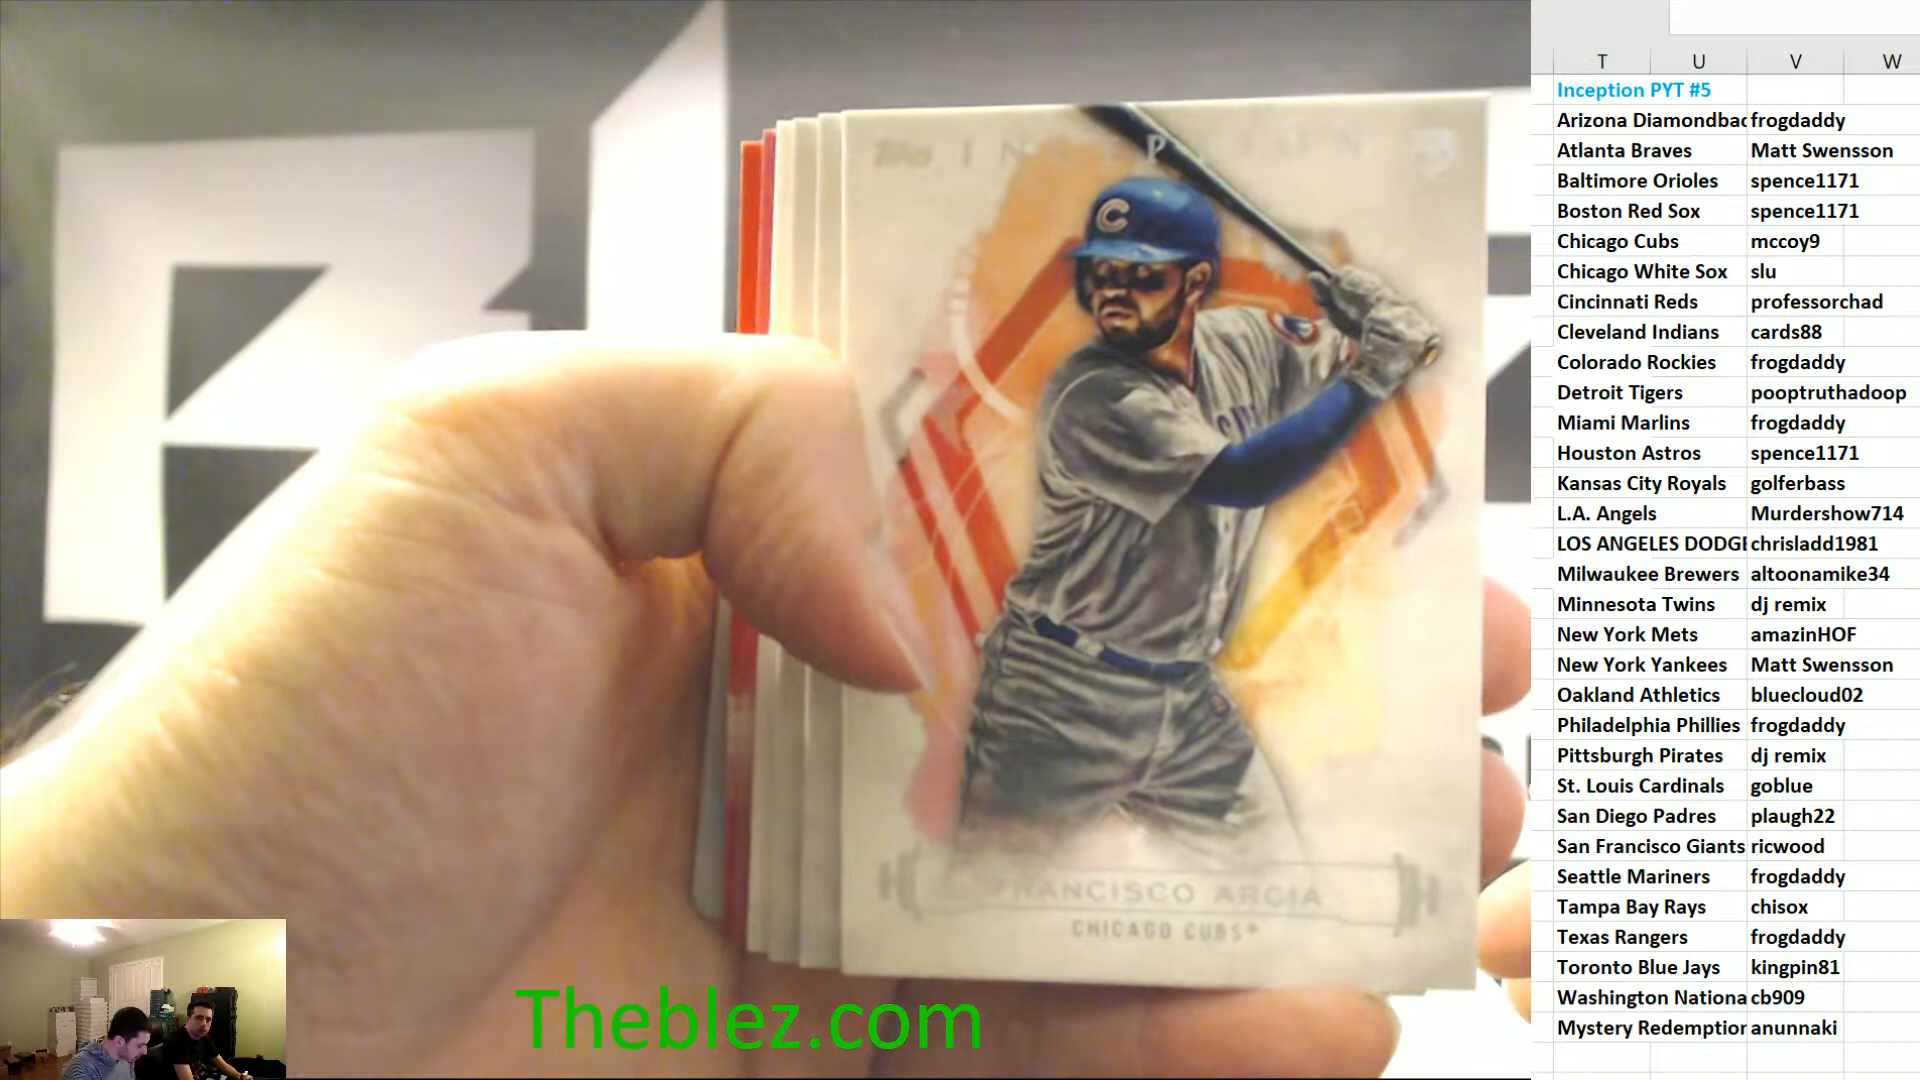 Topps INCEPTION
C
FRANCISCO ARCIA
CHICAGO CUBS®
Theblez.com
T U V W
Inception PYT #5
Arizona Diamondbac frogdaddy
Atlanta Braves Matt Swensson
Baltimore Orioles spence1171
Boston Red Sox spence1171
Chicago Cubs mccoy9
Chicago White Sox slu
Cincinnati Reds professorchad
Cleveland Indians cards88
Colorado Rockies frogdaddy
Detroit Tigers pooptruthadoop
Miami Marlins frogdaddy
Houston Astros spence1171
Kansas City Royals golferbass
L.A. Angels Murdershow714
LOS ANGELES DODGE chrisladd1981
Milwaukee Brewers altoonamike34
Minnesota Twins dj remix
New York Mets amazinHOF
New York Yankees Matt Swensson
Oakland Athletics bluecloud02
Philadelphia Phillies frogdaddy
Pittsburgh Pirates dj remix
St. Louis Cardinals goblue
San Diego Padres plaugh22
San Francisco Giants ricwood
Seattle Mariners frogdaddy
Tampa Bay Rays chisox
Texas Rangers frogdaddy
Toronto Blue Jays kingpin81
Washington Nationa cb909
Mystery Redemption anunnaki